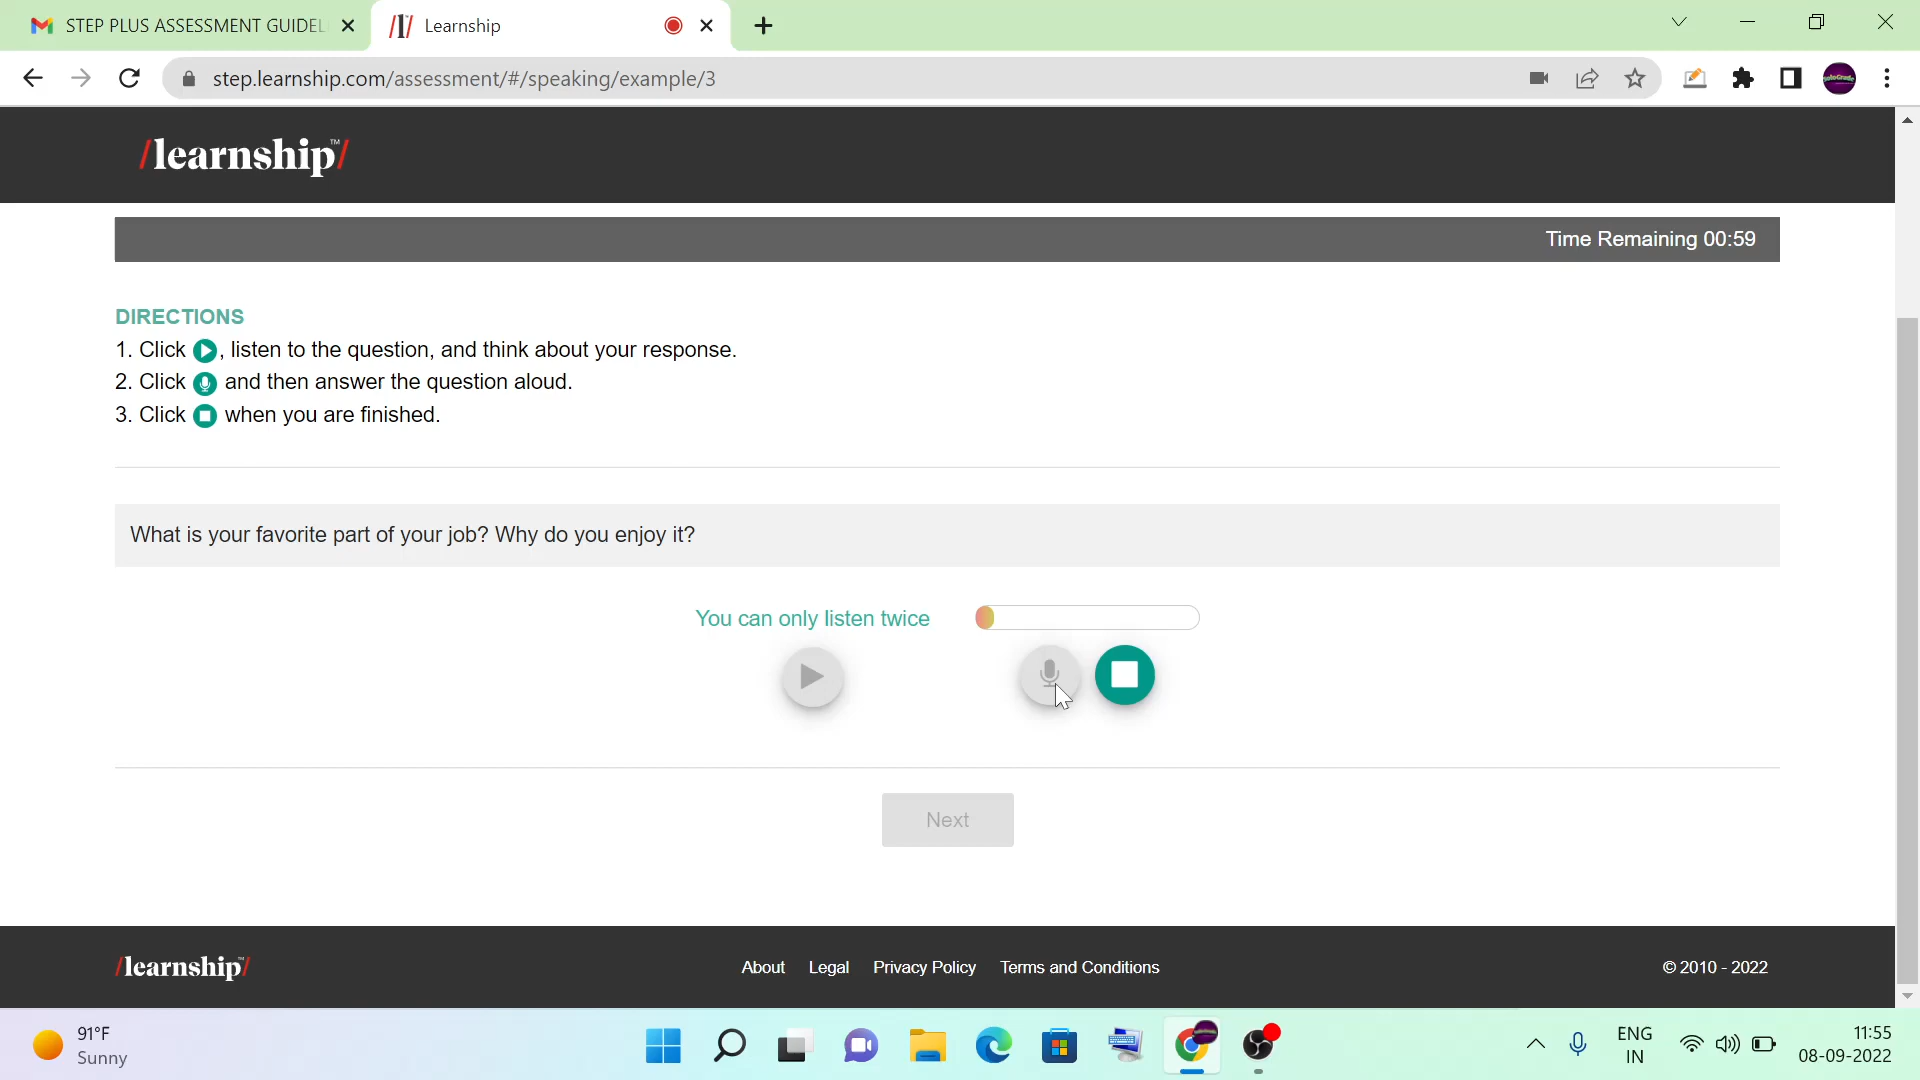 STEP PLUS ASSESSMENT GUIDEL
Learnship
step.learnship.com/assessment/#/speaking/example/3
/learnship™/
Time Remaining 00:59
DIRECTIONS
1. Click , listen to the question, and think about your response.
2. Click and then answer the question aloud.
3. Click when you are finished.
What is your favorite part of your job? Why do you enjoy it?
You can only listen twice
Next
/learnship™/
About Legal Privacy Policy Terms and Conditions
© 2010 - 2022
91°F
Sunny
ENG
IN
11:55
08-09-2022